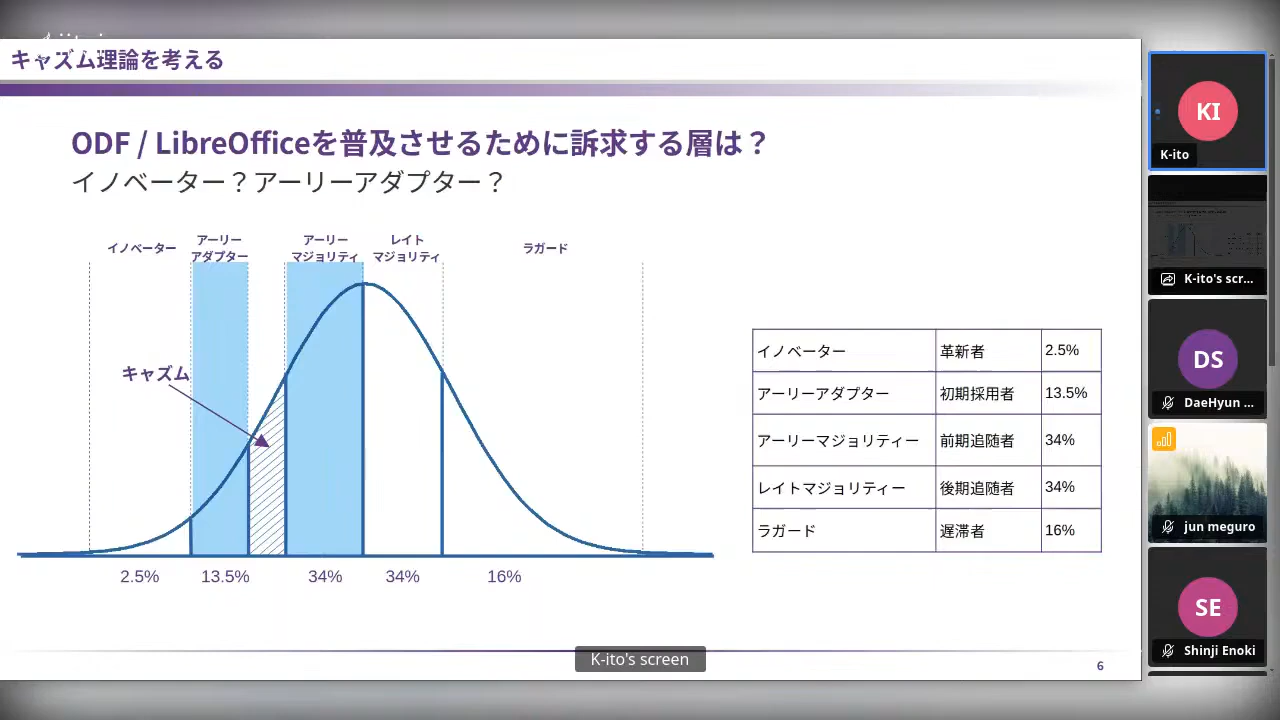 キャズム理論を考える
ODF / LibreOfficeを普及させるために訴求する層は？
イノベーター？アーリーアダプター？
イノベーター
アーリー
アダプター
アーリー
マジョリティ
レイト
マジョリティ
ラガード
キャズム
2.5%
13.5%
34%
34%
16%
イノベーター 革新者 2.5%
アーリーアダプター 初期採用者 13.5%
アーリーマジョリティー 前期追随者 34%
レイトマジョリティー 後期追随者 34%
ラガード 遅滞者 16%
K-ito's screen
6
KI
K-ito
K-ito's scr...
DS
DaeHyun ...
jun meguro
SE
Shinji Enoki